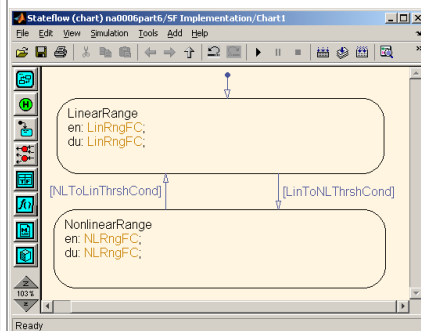 Stateflow (chart) na0006part6/SF Implementation/Chart1
File Edit View Simulation Tools Add Help
LinearRange
en: LinRngFC;
du: LinRngFC;
[NLToLinThrshCond]
[LinToNLThrshCond]
NonlinearRange
en: NLRngFC;
du: NLRngFC;
103%
Ready